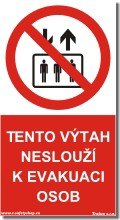 TENTO VÝTAH
NESLOUŽÍ
K EVAKUACI
OSOB